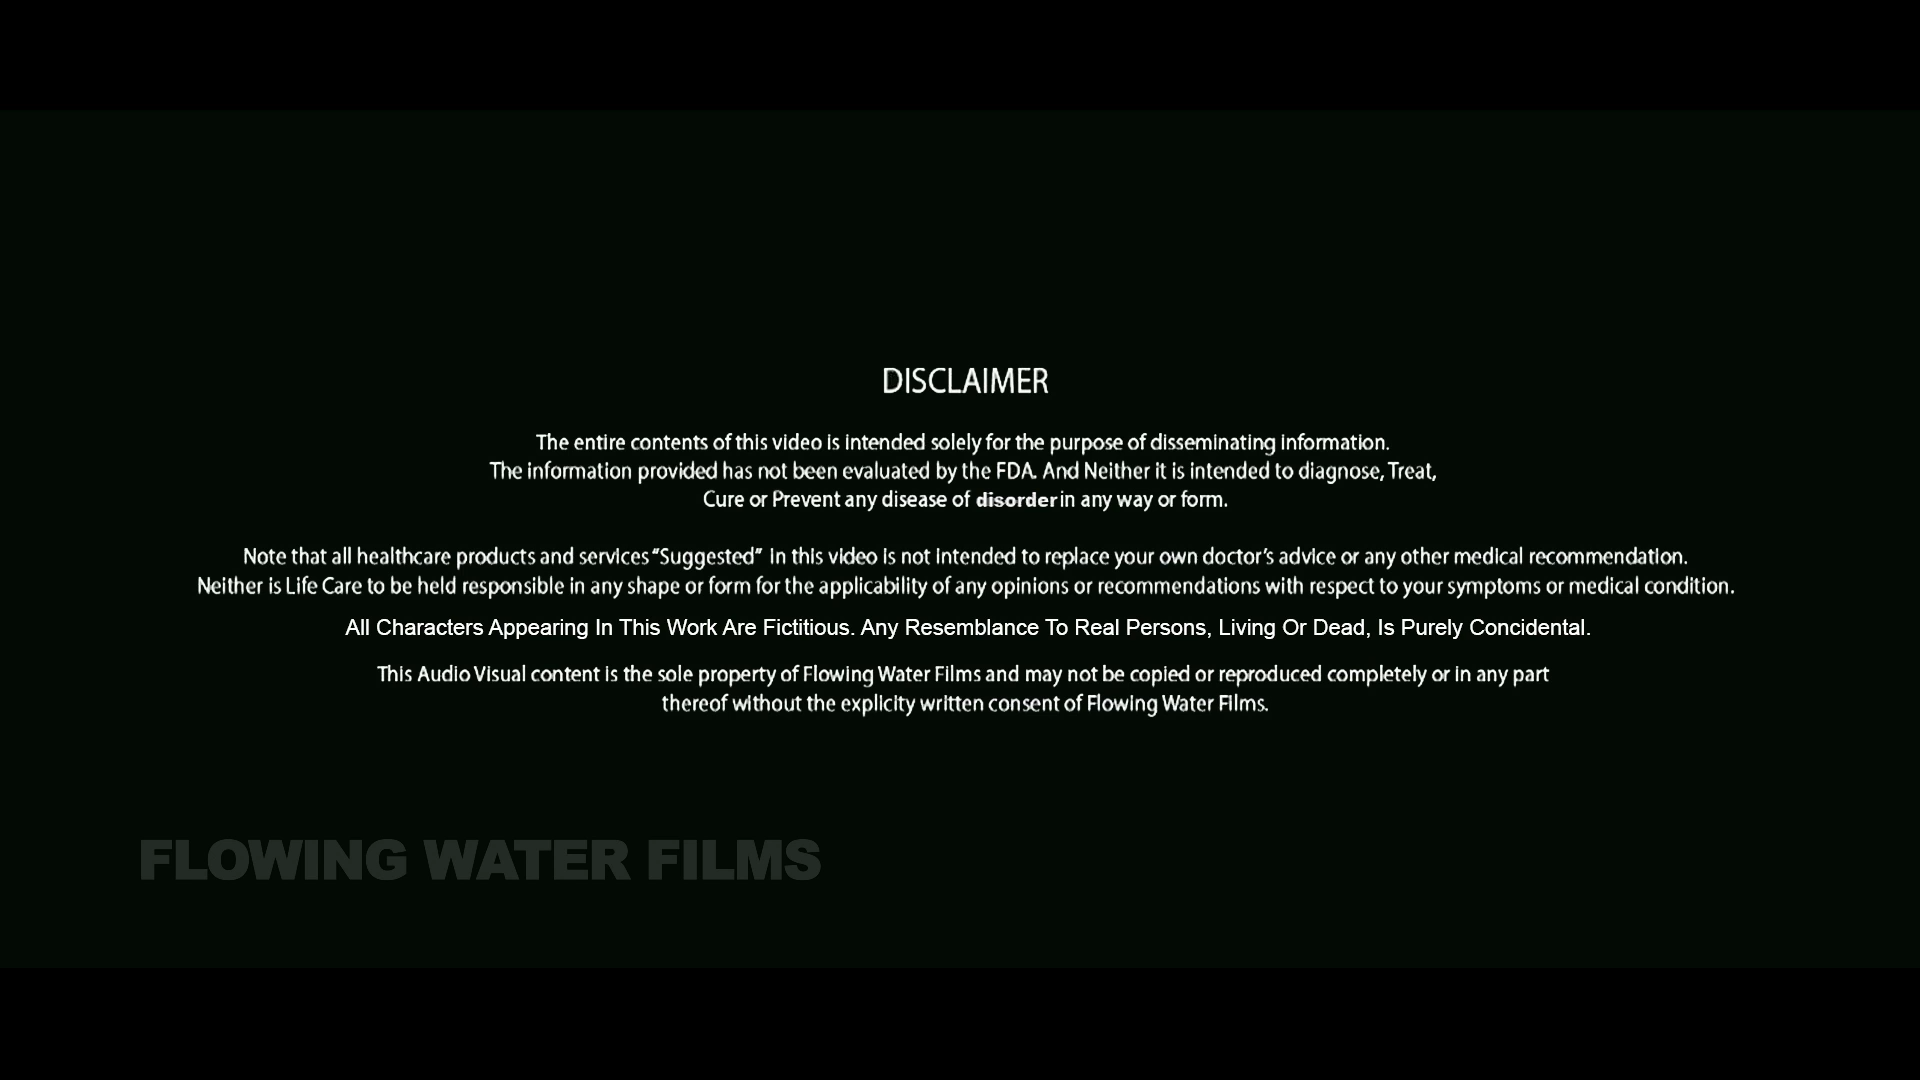 DISCLAIMER
The entire contents of this video is intended solely for the purpose of disseminating information.
The information provided has not been evaluated by the FDA. And Neither it is intended to diagnose, Treat,
Cure or Prevent any disease of disorder in any way or form.
Note that all healthcare products and services “Suggested” in this video is not intended to replace your own doctor’s advice or any other medical recommendation.
Neither is Life Care to be held responsible in any shape or form for the applicability of any opinions or recommendations with respect to your symptoms or medical condition.
All Characters Appearing In This Work Are Fictitious. Any Resemblance To Real Persons, Living Or Dead, Is Purely Concidental.
This Audio Visual content is the sole property of Flowing Water Films and may not be copied or reproduced completely or in any part
thereof without the explicity written consent of Flowing Water Films.
FLOWING WATER FILMS